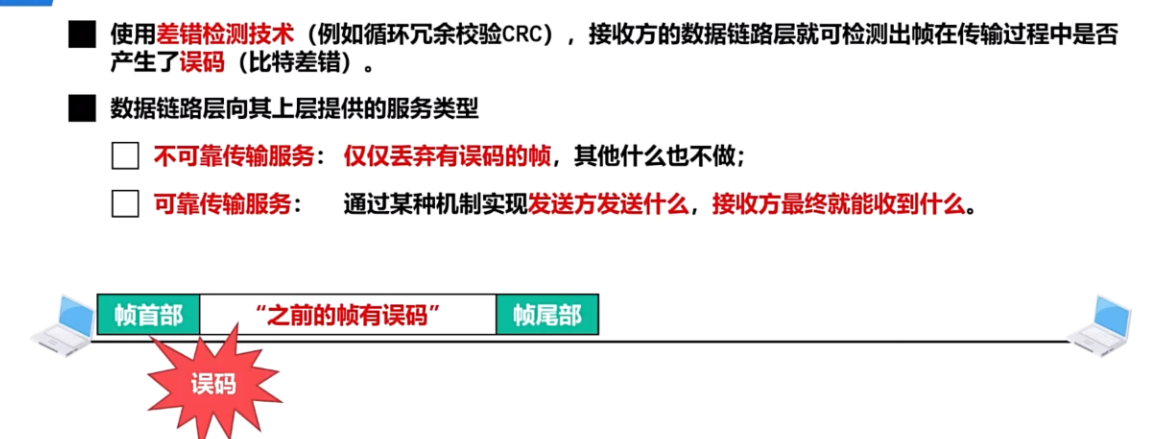 使用差错检测技术（例如循环冗余校验CRC），接收方的数据链路层就可检测出帧在传输过程中是否
产生了误码（比特差错）。
数据链路层向其上层提供的服务类型
不可靠传输服务： 仅仅丢弃有误码的帧，其他什么也不做；
可靠传输服务： 通过某种机制实现发送方发送什么，接收方最终就能收到什么。
帧首部 “之前的帧有误码” 帧尾部
误码